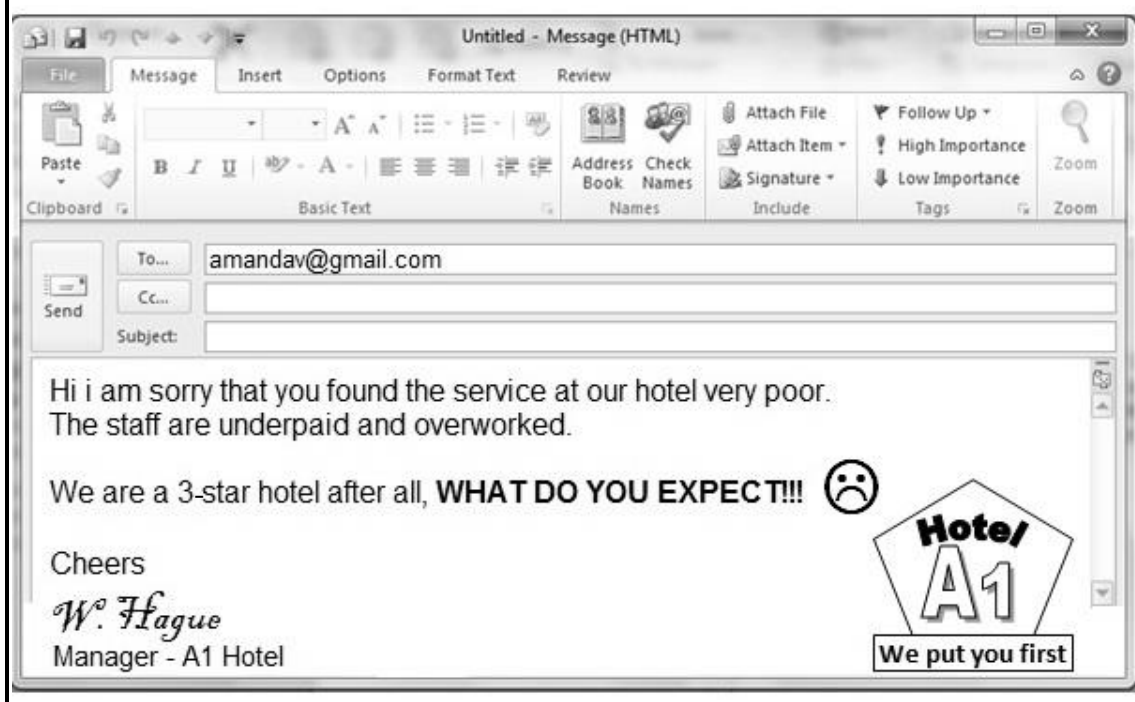 Untitled - Message (HTML)
File Message Insert Options Format Text Review
Paste
Clipboard
B I U A
Basic Text
Address Book
Check Names
Names
Attach File
Attach Item
Signature
Include
Follow Up
High Importance
Low Importance
Tags
Zoom
Zoom
Send
To... amandav@gmail.com
Cc...
Subject:
Hi i am sorry that you found the service at our hotel very poor.
The staff are underpaid and overworked.
We are a 3-star hotel after all, WHAT DO YOU EXPECT!!!
Cheers
W. Hague
Manager - A1 Hotel
Hotel
A1
We put you first